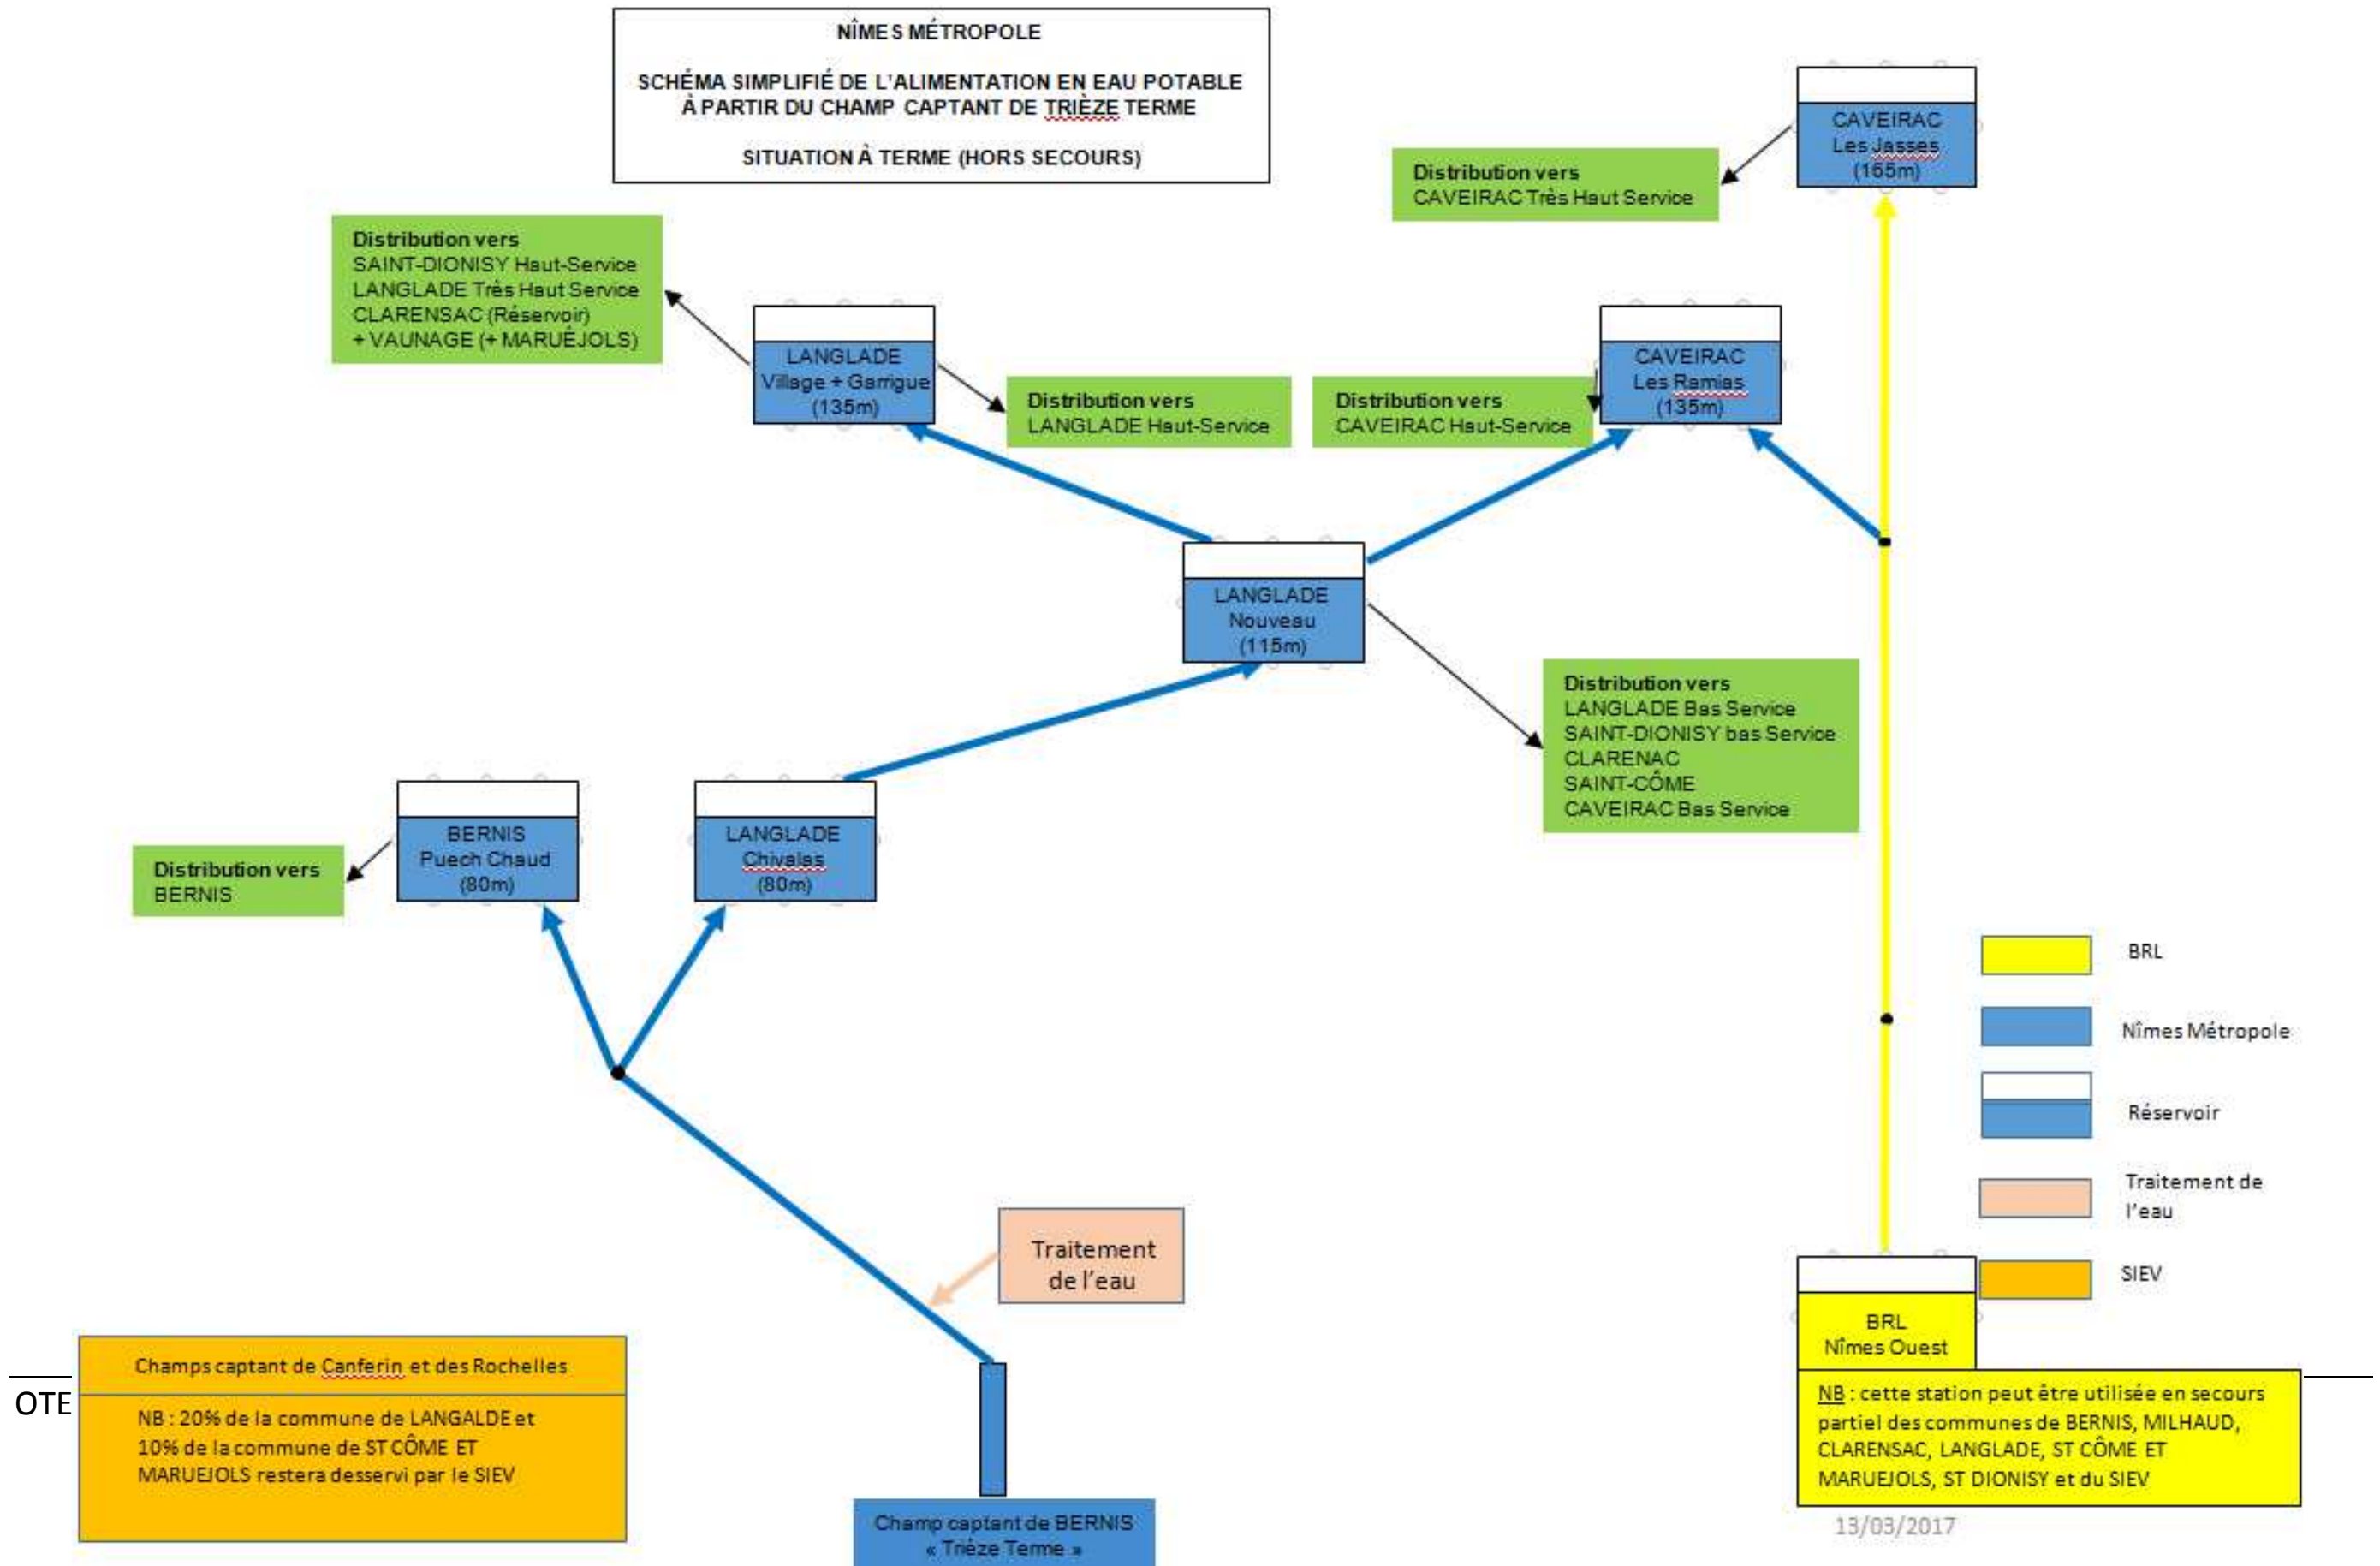 NÎMES MÉTROPOLE
SCHÉMA SIMPLIFIÉ DE L'ALIMENTATION EN EAU POTABLE
À PARTIR DU CHAMP CAPTANT DE TRIÈZE TERME
SITUATION À TERME (HORS SECOURS)
CAVEIRAC
Les Jasses
(165m)
Distribution vers
CAVEIRAC Très Haut Service
Distribution vers
SAINT-DIONISY Haut-Service
LANGLADE Très Haut Service
CLARENSAC (Réservoir)
+ VAUNAGE (+ MARUÉJOLS)
LANGLADE
Village + Garrigue
(135m)
Distribution vers
LANGLADE Haut-Service
Distribution vers
CAVEIRAC Haut-Service
CAVEIRAC
Les Ramias
(135m)
LANGLADE
Nouveau
(115m)
Distribution vers
LANGLADE Bas Service
SAINT-DIONISY bas Service
CLARENAC
SAINT-CÔME
CAVEIRAC Bas Service
Distribution vers
BERNIS
BERNIS
Puech Chaud
(80m)
LANGLADE
Chivalas
(80m)
BRL
Nîmes Métropole
Réservoir
Traitement de
l'eau
SIEV
Traitement
de l'eau
BRL
Nîmes Ouest
NB : cette station peut être utilisée en secours
partiel des communes de BERNIS, MILHAUD,
CLARENSAC, LANGLADE, ST CÔME ET
MARUEJOLS, ST DIONISY et du SIEV
OTE
Champs captant de Canferin et des Rochelles
NB : 20% de la commune de LANGALDE et
10% de la commune de ST CÔME ET
MARUEJOLS restera desservi par le SIEV
Champ captant de BERNIS
« Trièze Terme »
13/03/2017